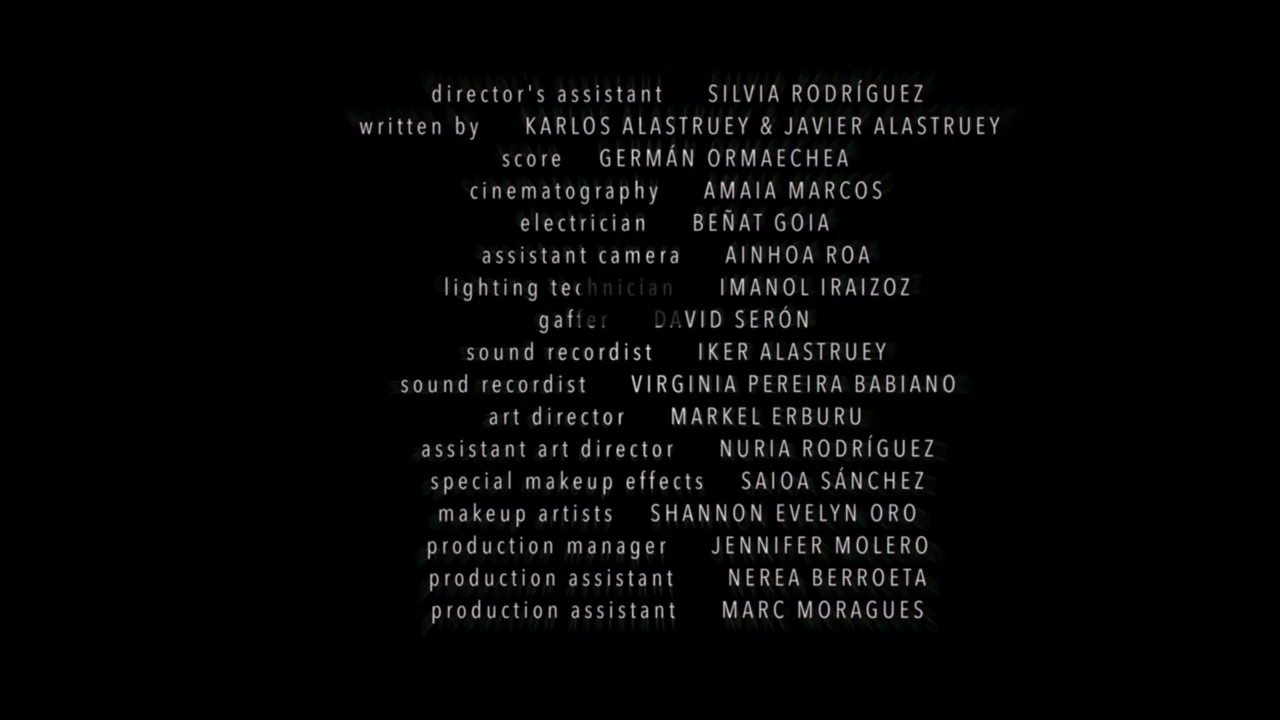 director's assistant SILVIA RODRÍGUEZ
written by KARLOS ALASTRUEY & JAVIER ALASTRUEY
score GERMÁN ORMAECHEA
cinematography AMAIA MARCOS
electrician BEÑAT GOIA
assistant camera AINHOA ROA
lighting technician IMANOL IRAIZOZ
gaffer DAVID SERÓN
sound recordist IKER ALASTRUEY
sound recordist VIRGINIA PEREIRA BABIANO
art director MARKEL ERBURU
assistant art director NURIA RODRÍGUEZ
special makeup effects SAIOA SÁNCHEZ
makeup artists SHANNON EVELYN ORO
production manager JENNIFER MOLERO
production assistant NEREA BERROETA
production assistant MARC MORAGUES